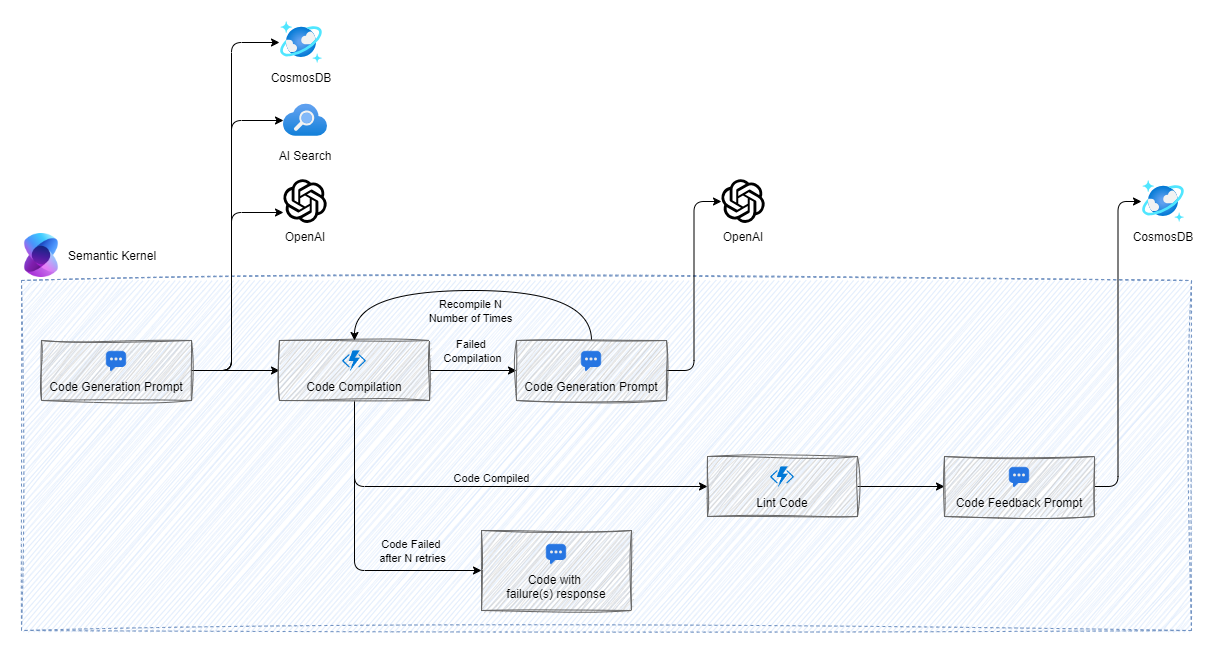 CosmosDB
AI Search
OpenAI
OpenAI
CosmosDB
Semantic Kernel
Recompile N
Number of Times
Code Generation Prompt
Code Compilation
Failed
Compilation
Code Generation Prompt
Code Compiled
Lint Code
Code Feedback Prompt
Code Failed
after N retries
Code with
failure(s) response